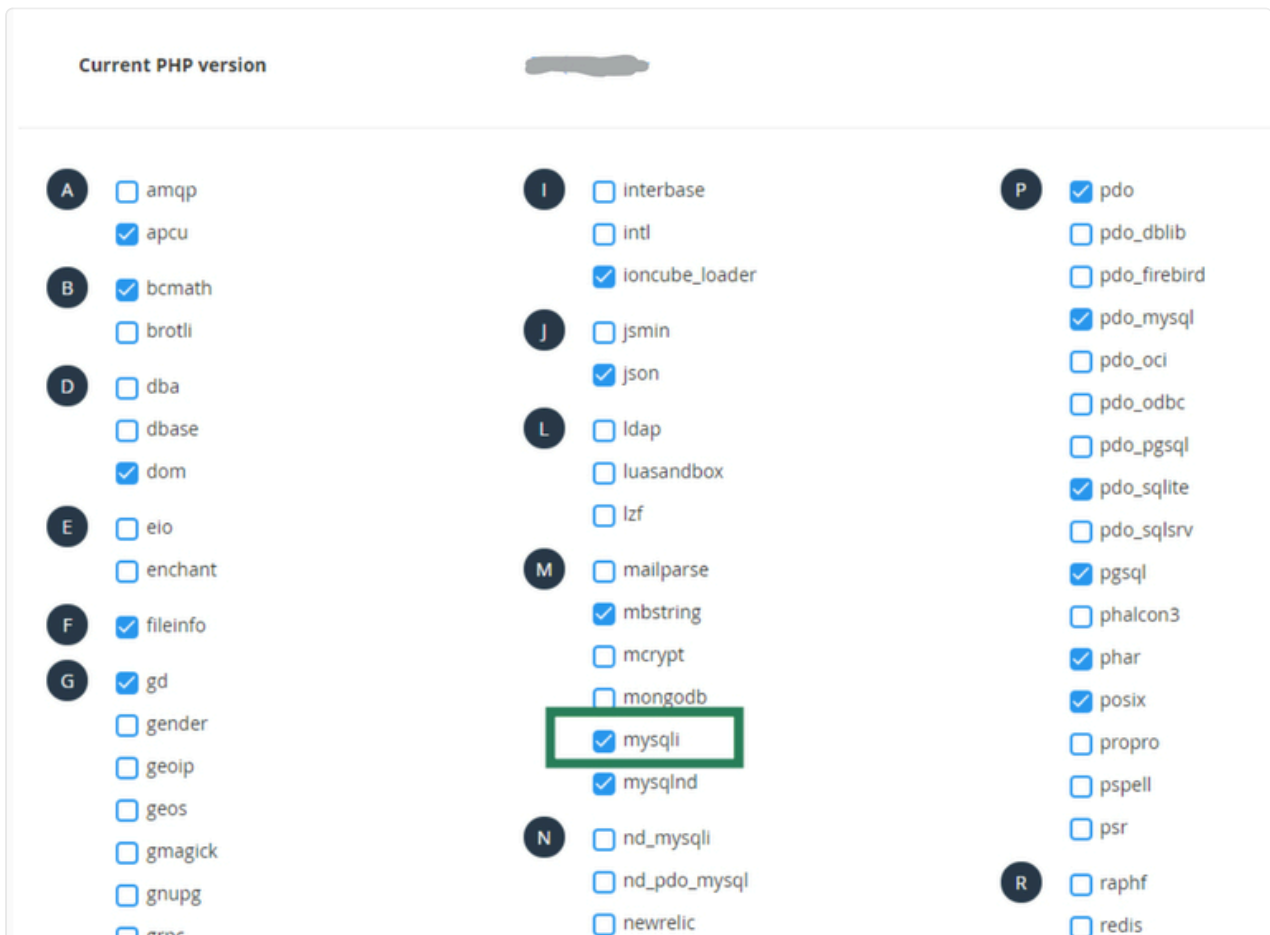 Current PHP version
A
amqp
apcu
B
bcmath
brotli
D
dba
dbase
dom
E
eio
enchant
F
fileinfo
G
gd
gender
geoip
geos
gmagick
gnupg
I
interbase
intl
ioncube_loader
J
jsmin
json
L
ldap
luasandbox
lzf
M
mailparse
mbstring
mcrypt
mongodb
mysqli
mysqlnd
N
nd_mysqli
nd_pdo_mysql
newrelic
P
pdo
pdo_dblib
pdo_firebird
pdo_mysql
pdo_oci
pdo_odbc
pdo_pgsql
pdo_sqlite
pdo_sqlsrv
pgsql
phalcon3
phar
posix
propro
pspell
psr
R
raphf
redis